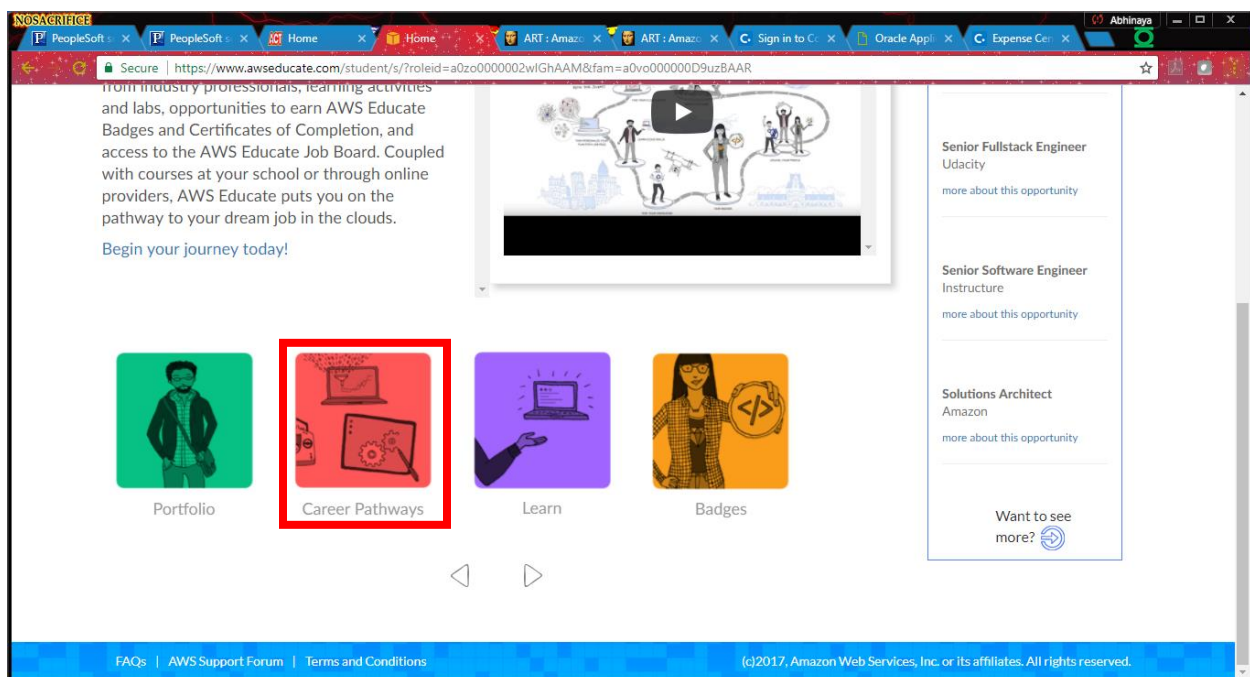 NOSACRIFICE
Abhinaya
PeopleSoft s
PeopleSoft s
Home
Home
ART : Amazo
ART : Amazo
Sign in to Co
Oracle Appli
Expense Cen
Secure | https://www.awseducate.com/student/s/?roleid=a0zo0000002wIGhAAM&fam=a0vo000000D9uzBAAR
from industry professionals, learning activities
and labs, opportunities to earn AWS Educate
Badges and Certificates of Completion, and
access to the AWS Educate Job Board. Coupled
with courses at your school or through online
providers, AWS Educate puts you on the
pathway to your dream job in the clouds.
Begin your journey today!
Senior Fullstack Engineer
Udacity
more about this opportunity
Senior Software Engineer
Instructure
more about this opportunity
Solutions Architect
Amazon
more about this opportunity
Want to see
more?
</>
Portfolio
Career Pathways
Learn
Badges
FAQs | AWS Support Forum | Terms and Conditions
(c)2017, Amazon Web Services, Inc. or its affiliates. All rights reserved.